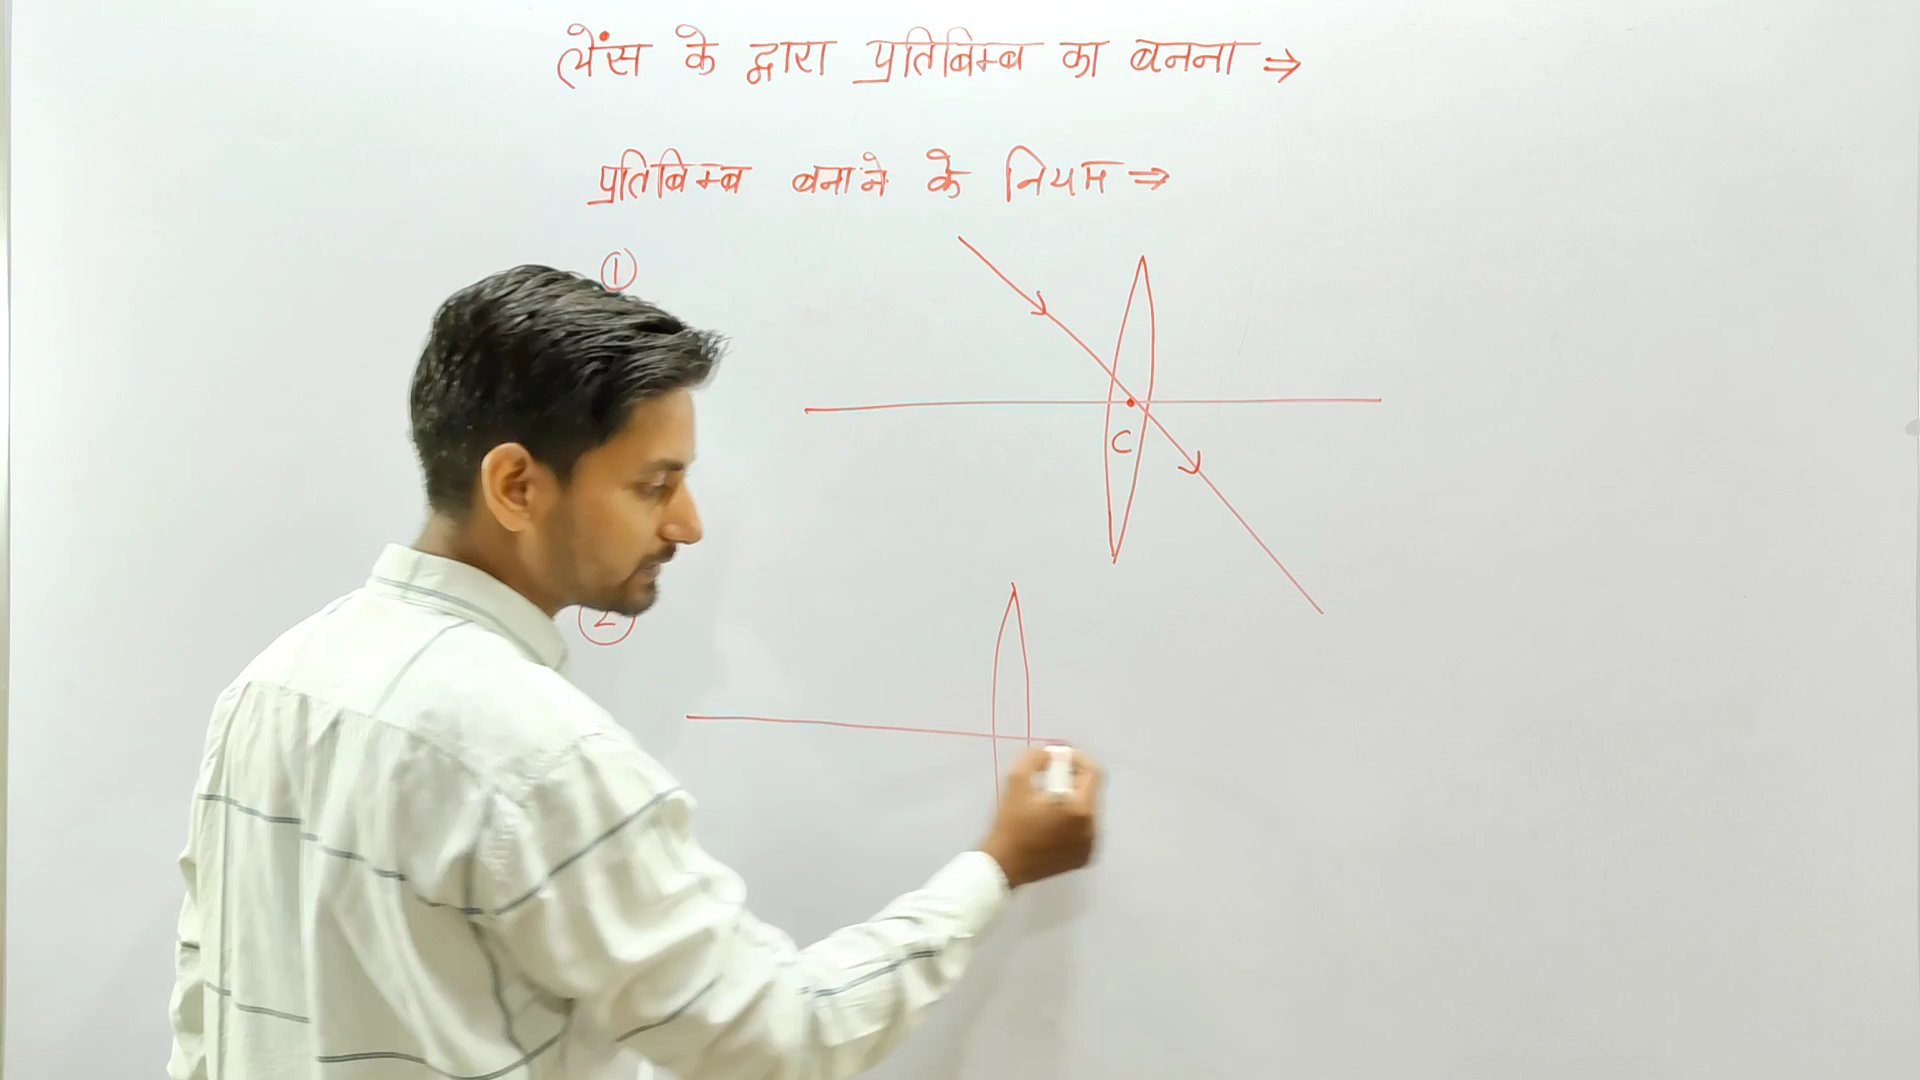 लेंस के द्वारा प्रतिबिम्ब का बनना ⇒
प्रतिबिम्ब बनाने के नियम ⇒
①
C
②